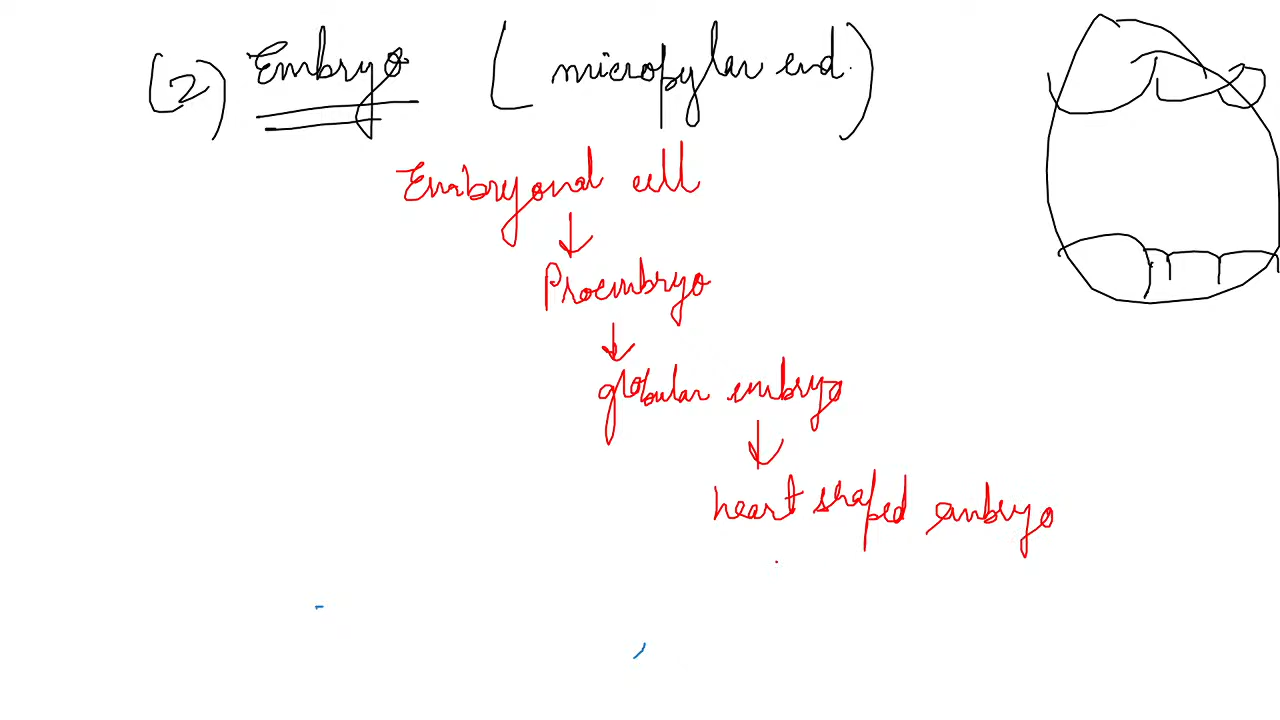 (2) Embryo (micropylar end.)
Embryonal cell
↓
Proembryo
↓
globular embryo
↓
heart shaped embryo